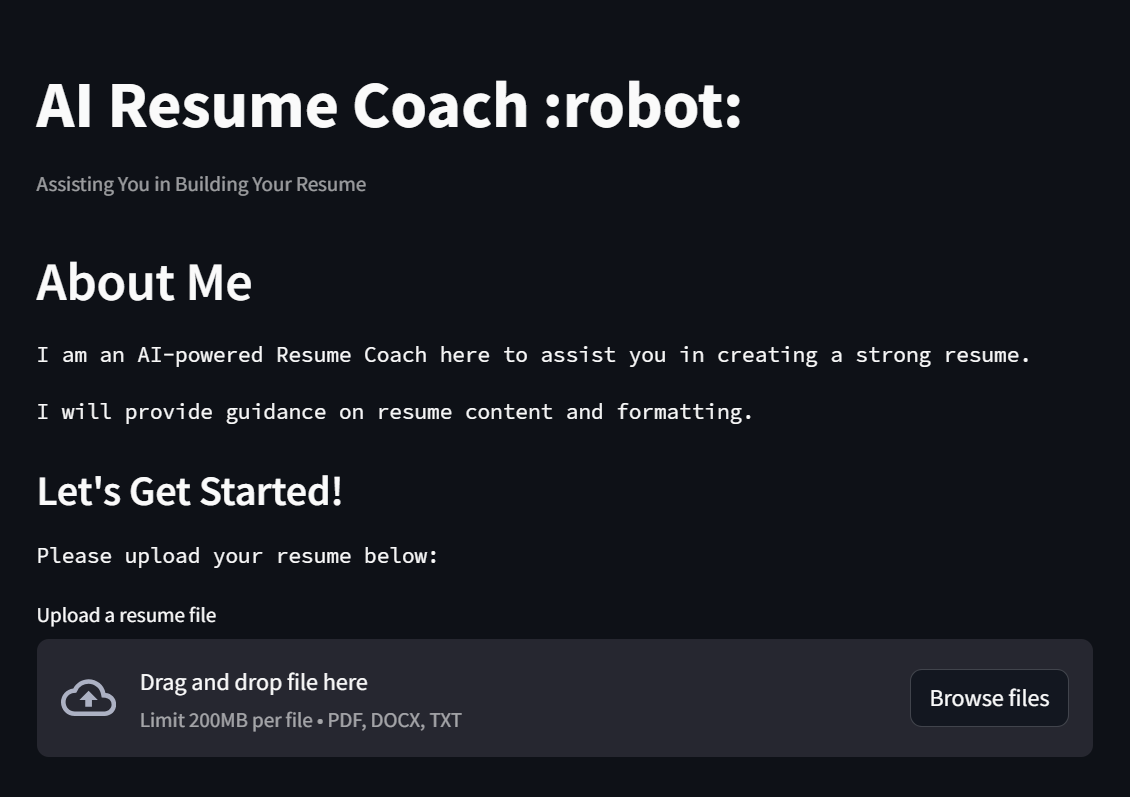 AI Resume Coach :robot:
Assisting You in Building Your Resume
About Me
I am an AI-powered Resume Coach here to assist you in creating a strong resume.
I will provide guidance on resume content and formatting.
Let's Get Started!
Please upload your resume below:
Upload a resume file
Drag and drop file here
Limit 200MB per file • PDF, DOCX, TXT
Browse files